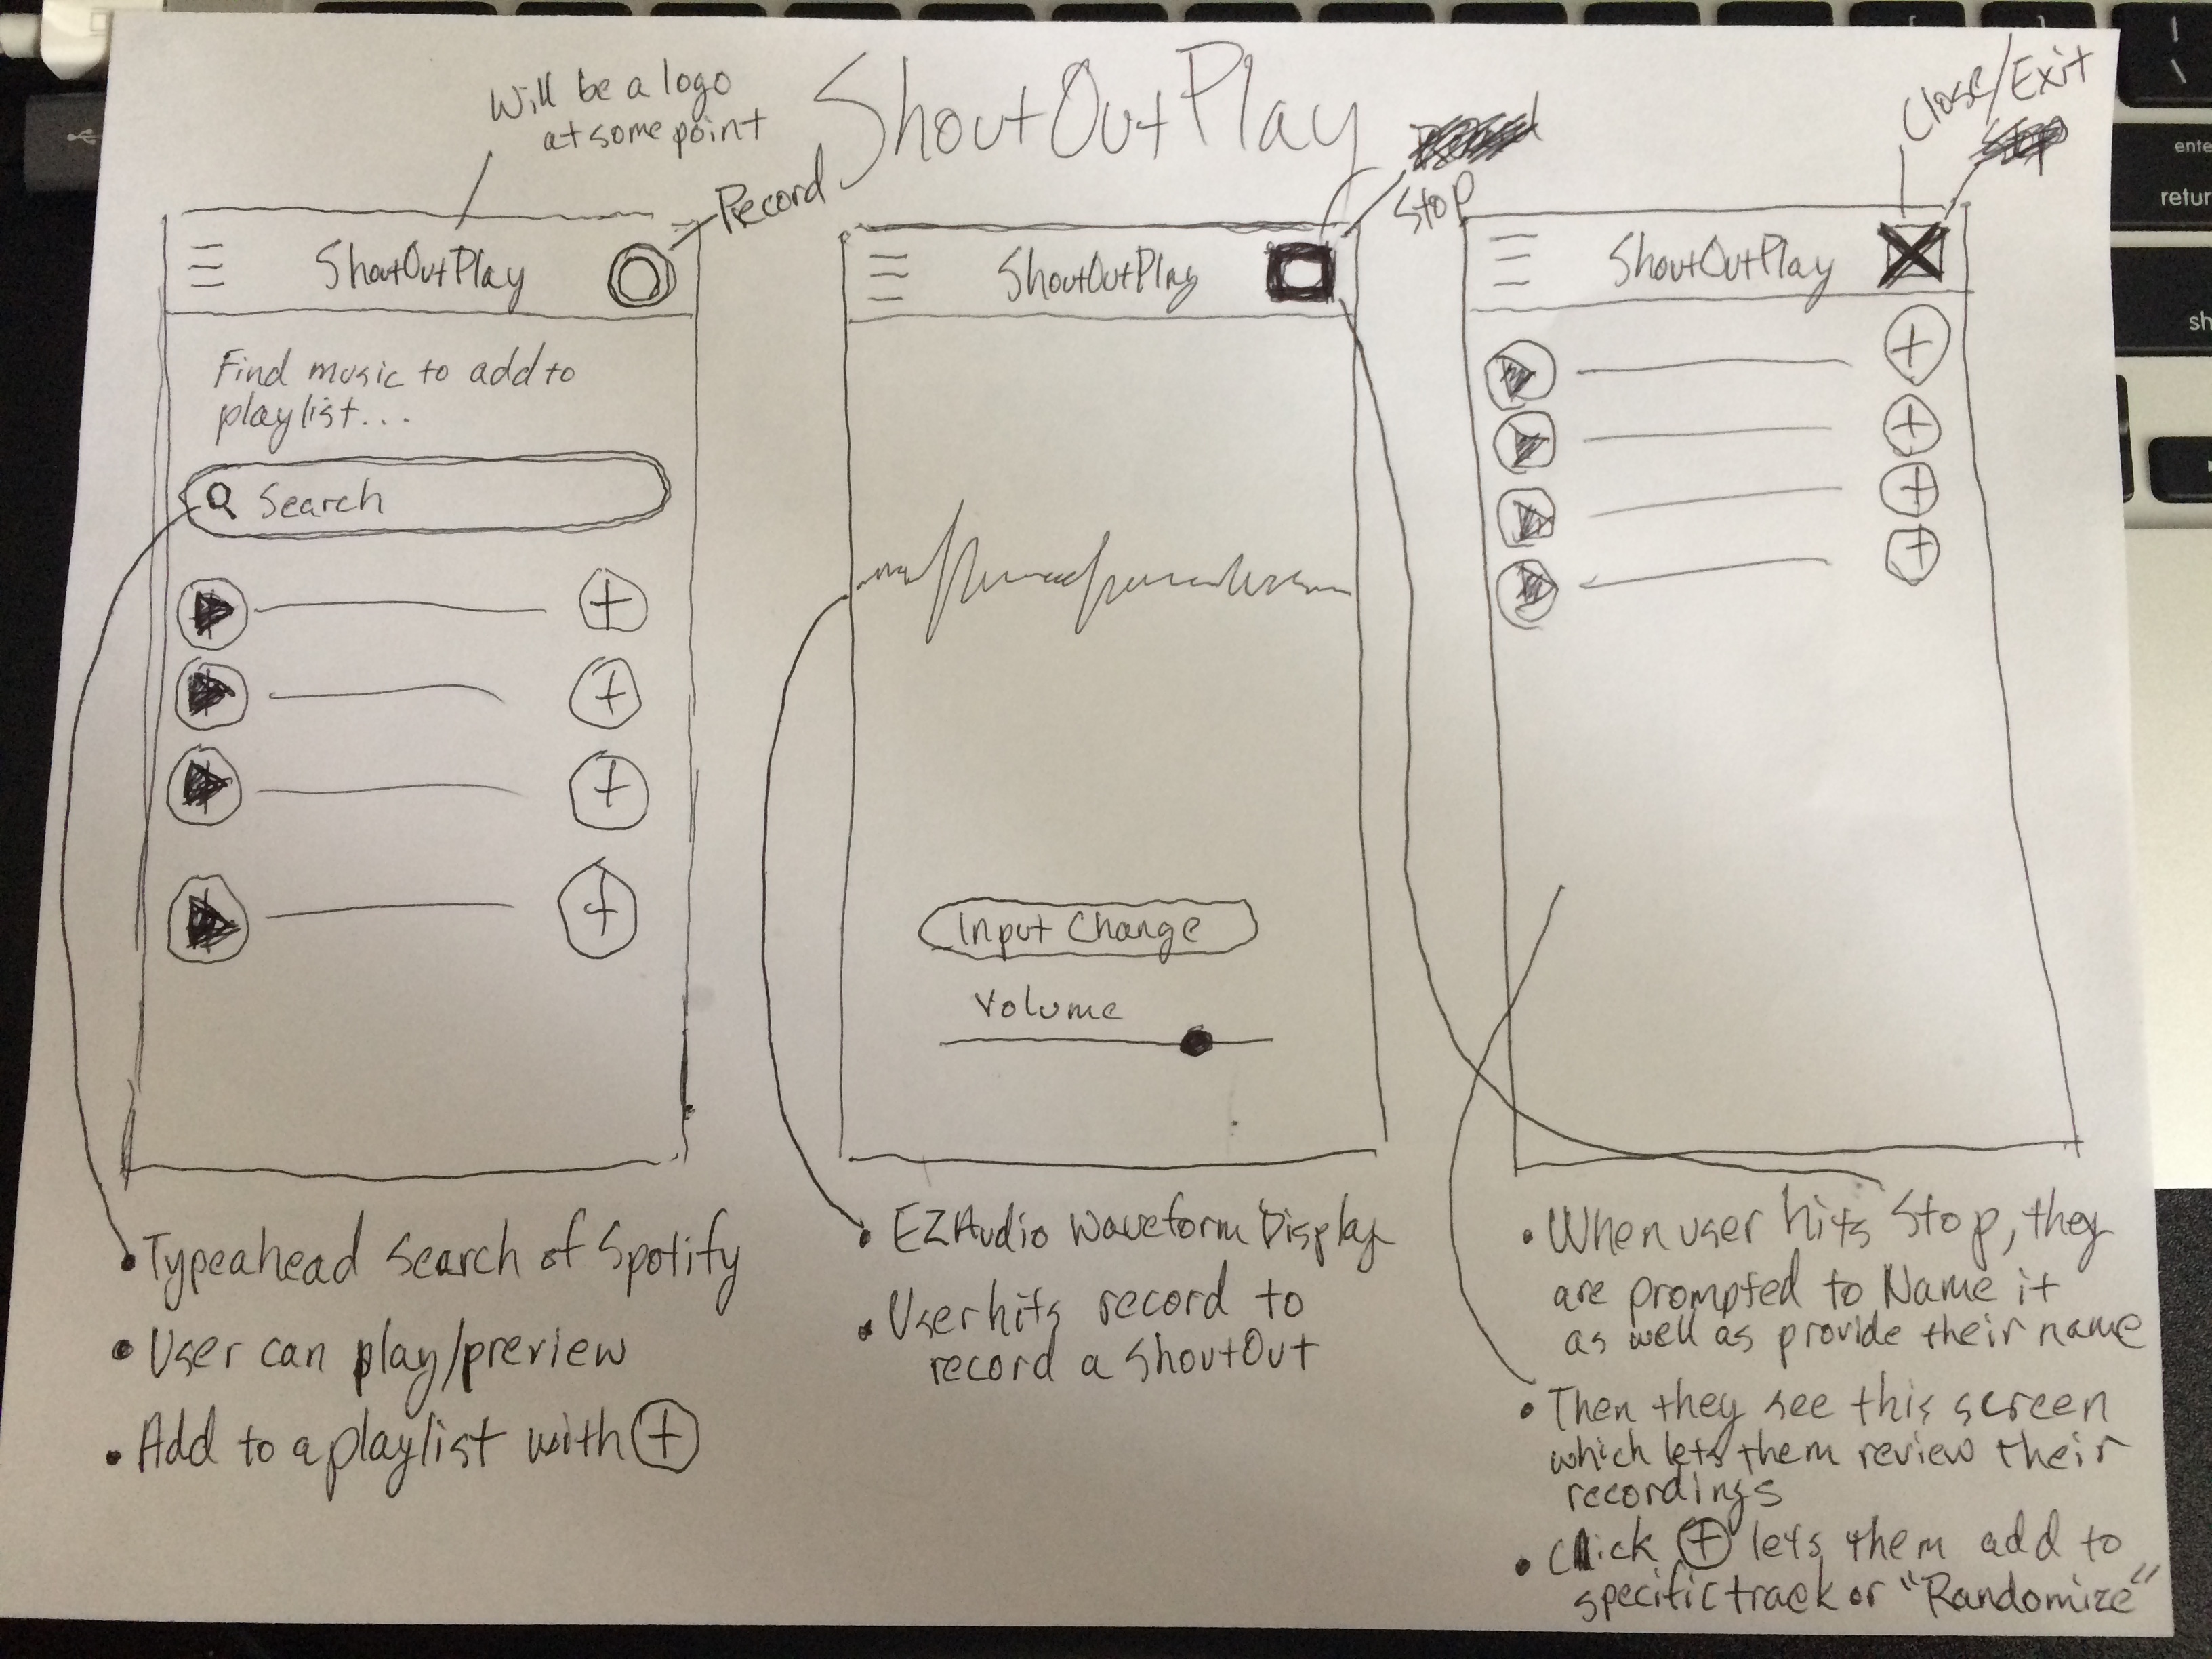 Will be a logo
at some point
ShoutOutPlay
Close/Exit
Record
Stop
ShoutOutPlay
Find music to add to
playlist...
Search
ShoutOutPlay
Input Change
Volume
ShoutOutPlay
• Typeahead Search of Spotify
• User can play/preview
• Add to a playlist with +
• EZAudio Waveform Display
• User hits record to
record a ShoutOut
• When user hits Stop, they
are prompted to Name it
as well as provide their name
• Then they see this screen
which lets them review their
recordings
• Click + lets them add to
specific track or "Randomize"
enter
return
sh